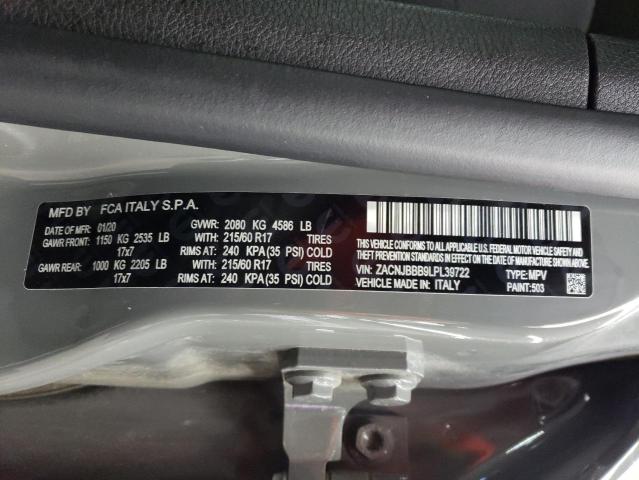 MFD BY FCA ITALY S.P.A.
DATE OF MFR: 01/20 GVWR: 2080 KG 4586 LB
GAWR FRONT: 1150 KG 2535 LB WITH: 215/60 R17 TIRES
17x7 RIMS AT: 240 KPA(35 PSI) COLD
GAWR REAR: 1000 KG 2205 LB WITH: 215/60 R17 TIRES
17x7 RIMS AT: 240 KPA(35 PSI) COLD
THIS VEHICLE CONFORMS TO ALL APPLICABLE U.S.A. FEDERAL MOTOR VEHICLE SAFETY, BUMPER, AND THEFT PREVENTION STANDARDS IN EFFECT ON THE DATE OF MANUFACTURE SHOWN ABOVE.
VIN: ZACNJBBB9LPL39722 TYPE: MPV
VEHICLE MADE IN: ITALY PAINT: 503